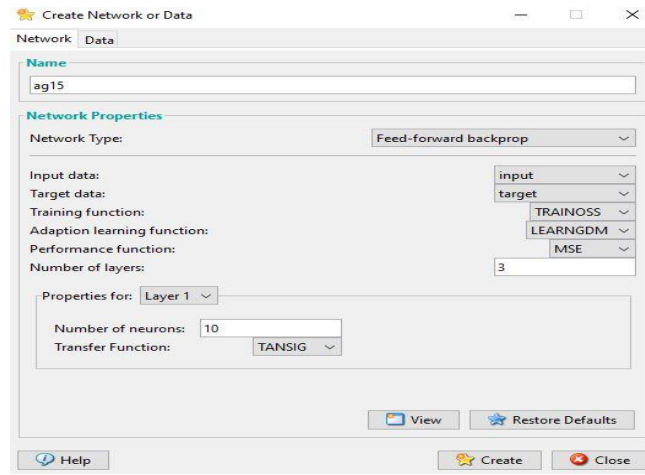 Create Network or Data
Network Data
Name
ag15
Network Properties
Network Type: Feed-forward backprop
Input data: input
Target data: target
Training function: TRAINOSS
Adaption learning function: LEARNGDM
Performance function: MSE
Number of layers: 3
Properties for: Layer 1
Number of neurons: 10
Transfer Function: TANSIG
View Restore Defaults
Help Create Close